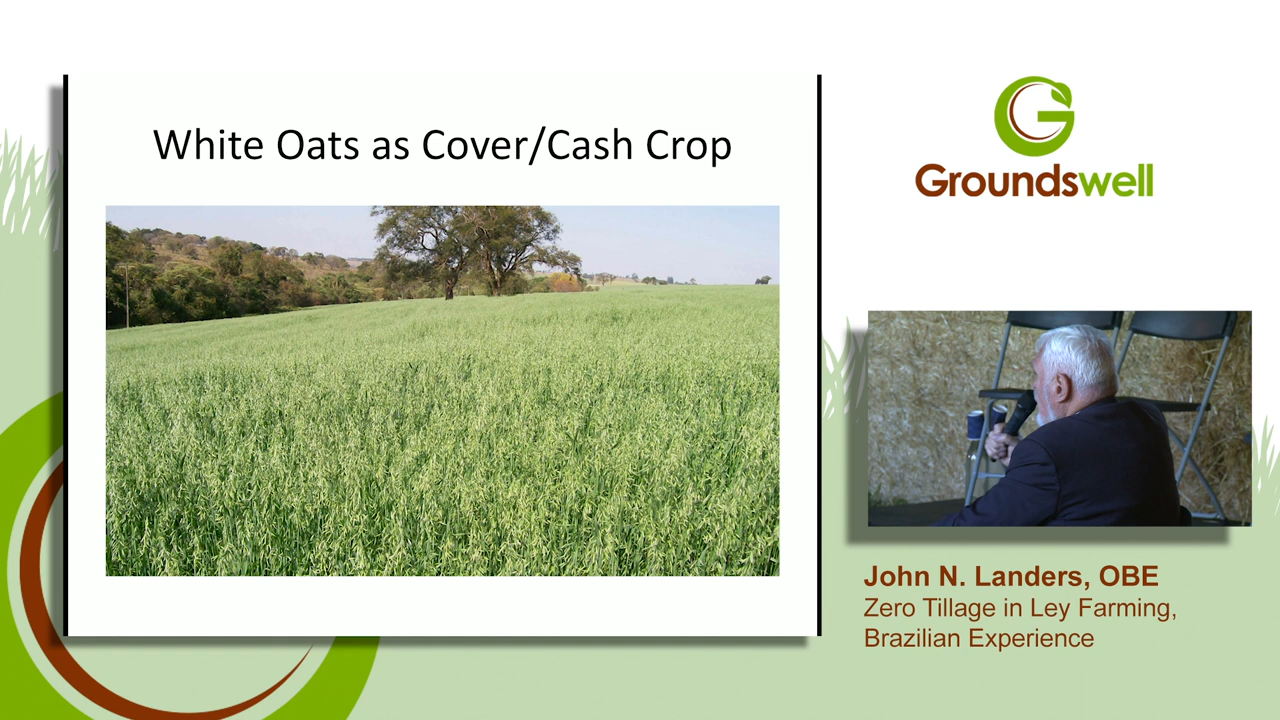 White Oats as Cover/Cash Crop
Groundswell
John N. Landers, OBE
Zero Tillage in Ley Farming,
Brazilian Experience